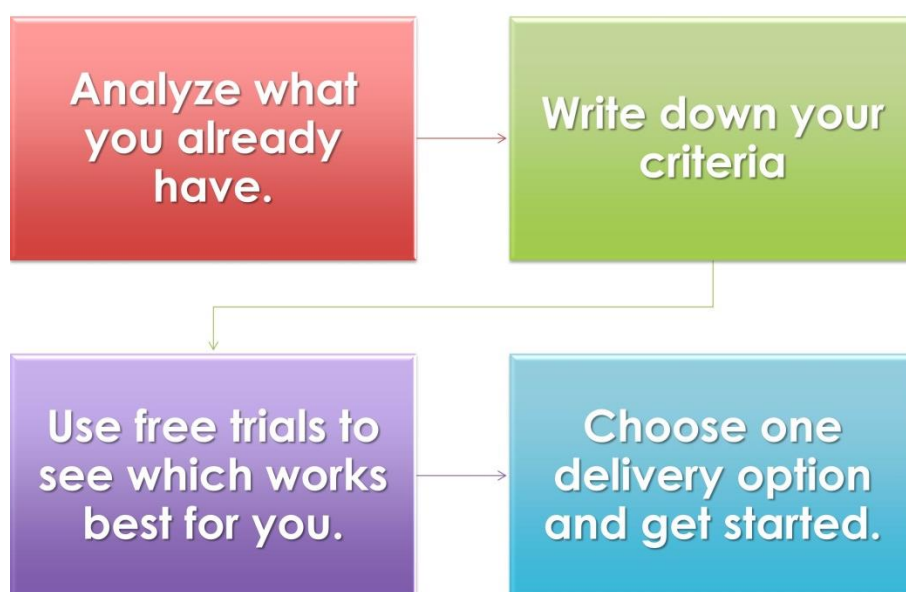 Analyze what
you already
have.
Write down your
criteria
Use free trials to
see which works
best for you.
Choose one
delivery option
and get started.